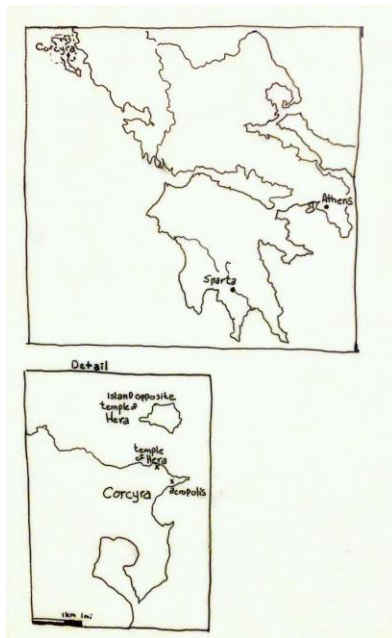 Corcyra
Athens
Sparta
Detail
Island opposite
temple of
Hera
temple
of Hera
Corcyra
acropolis
1km 1mi